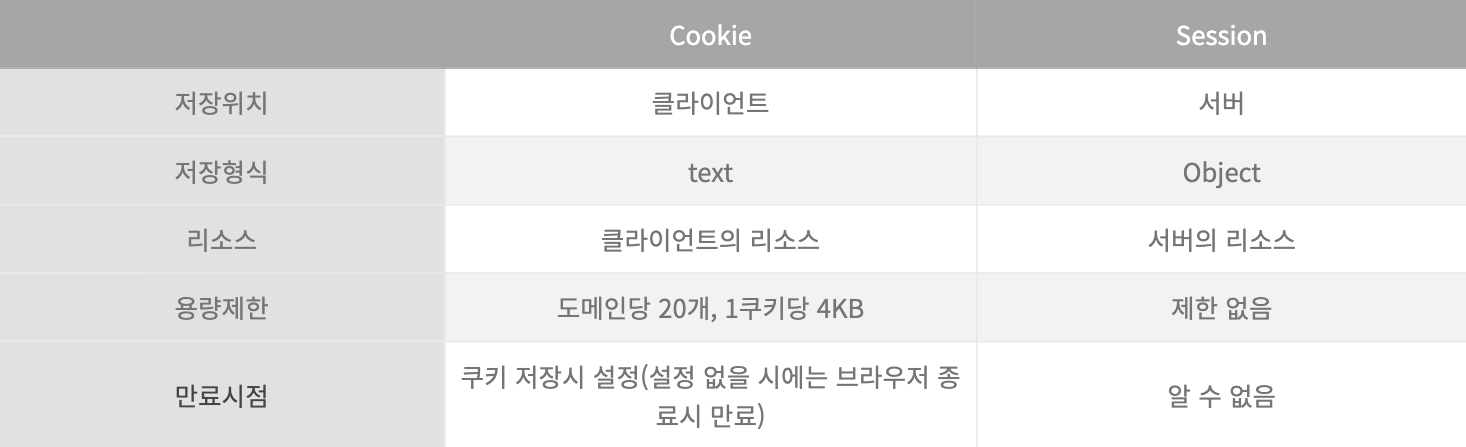 Cookie Session
저장위치 클라이언트 서버
저장형식 text Object
리소스 클라이언트의 리소스 서버의 리소스
용량제한 도메인당 20개, 1쿠키당 4KB 제한 없음
만료시점 쿠키 저장시 설정(설정 없을 시에는 브라우저 종 알 수 없음
료시 만료)